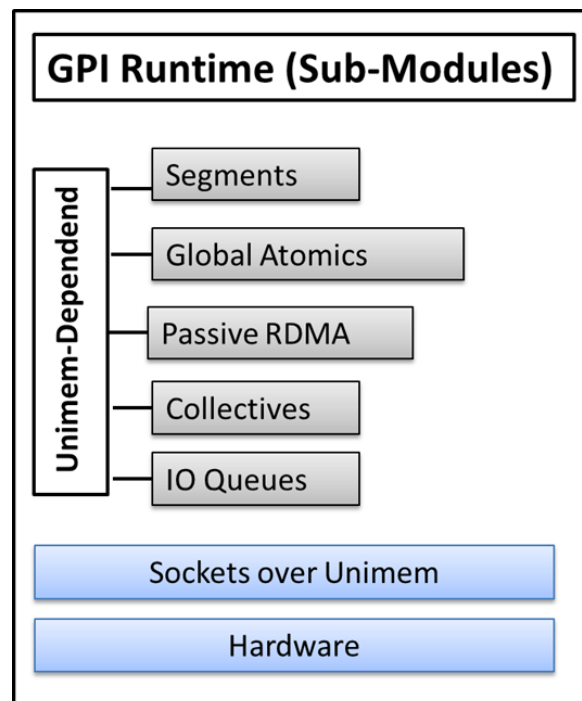 GPI Runtime (Sub-Modules)
Unimem-Dependend
Segments
Global Atomics
Passive RDMA
Collectives
IO Queues
Sockets over Unimem
Hardware